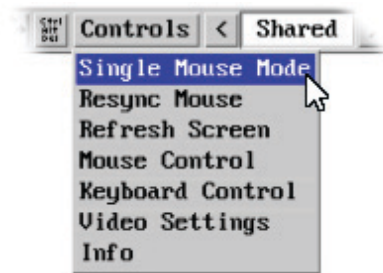 Ctrl
Alt
Del
Controls < Shared
Single Mouse Mode
Resync Mouse
Refresh Screen
Mouse Control
Keyboard Control
Video Settings
Info